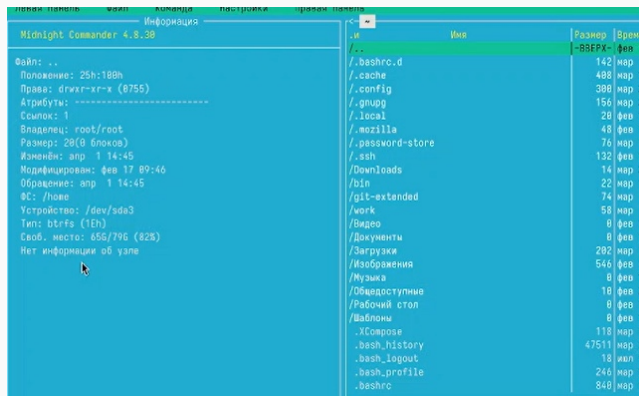 Левая панель Файл Команда Настройки Правая панель
Информация
Midnight Commander 4.8.30
Файл: ..
Положение: 25h:100h
Права: drwxr-xr-x (0755)
Атрибуты: ------------------------
Ссылок: 1
Владелец: root/root
Размер: 20(0 блоков)
Изменён: апр 1 14:45
Модифицирован: фев 17 09:46
Обращение: апр 1 14:45
ФС: /home
Устройство: /dev/sda3
Тип: btrfs (1Eh)
Своб. место: 65G/79G (82%)
Нет информации об узле
<- ~
.и Имя Размер Врем
/.. -ВВЕРХ- фев
/.bashrc.d 142 мар
/.cache 408 мар
/.config 300 мар
/.gnupg 156 мар
/.local 20 фев
/.mozilla 48 фев
/.password-store 76 мар
/.ssh 132 фев
/Downloads 14 мар
/bin 22 мар
/git-extended 74 мар
/work 58 мар
/Видео 0 фев
/Документы 0 фев
/Загрузки 202 мар
/Изображения 546 фев
/Музыка 0 фев
/Общедоступные 10 фев
/Рабочий стол 0 фев
/Шаблоны 0 фев
.XCompose 118 мар
.bash_history 47511 мар
.bash_logout 18 июл
.bash_profile 246 мар
.bashrc 840 мар